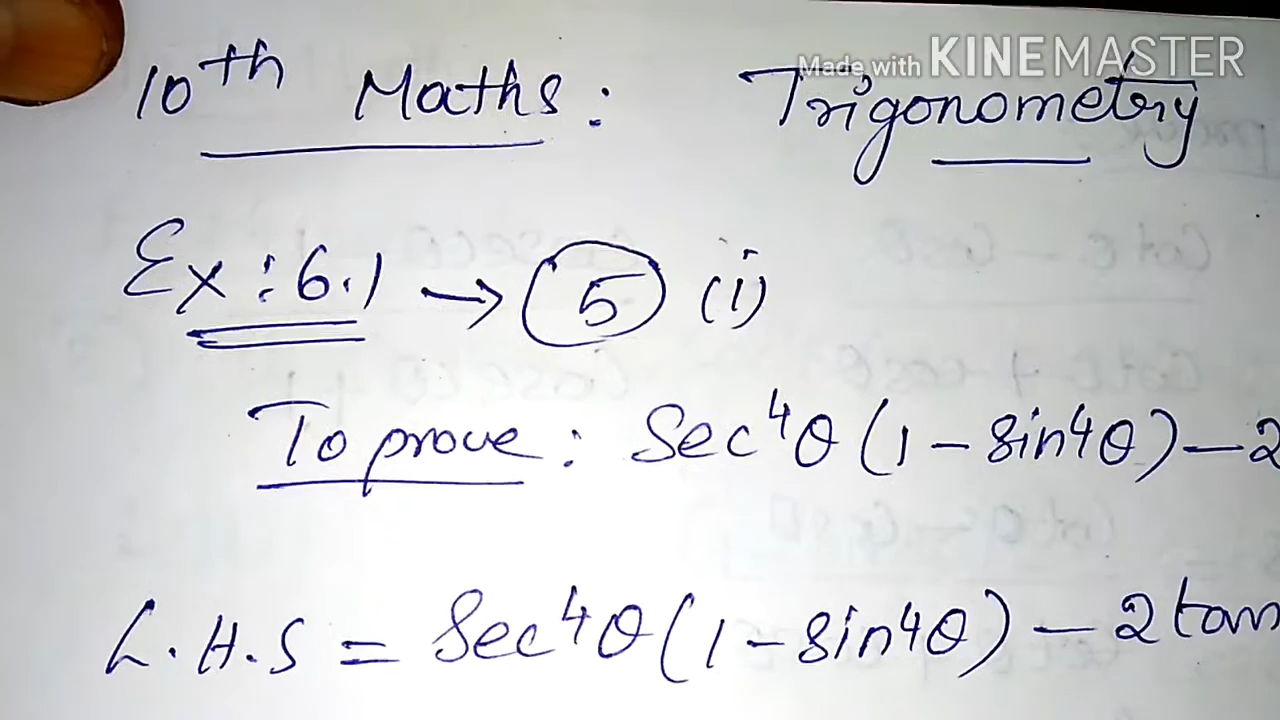 Made with KINEMASTER
10th Maths: Trigonometry
Ex: 6.1 → 5 (i)
To prove: Sec⁴θ (1 - sin⁴θ) - 2
L.H.S = Sec⁴θ (1 - sin⁴θ) - 2 tan